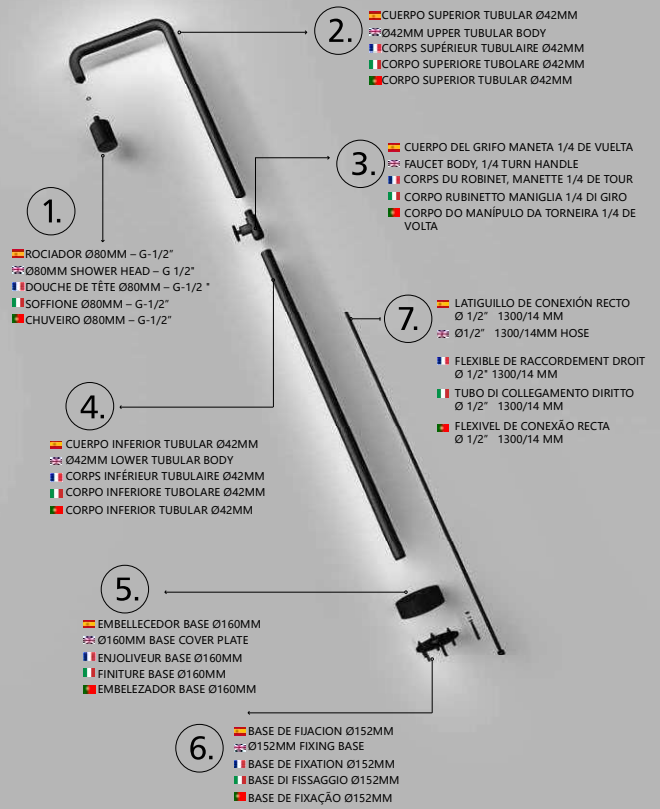 2.
CUERPO SUPERIOR TUBULAR Ø42MM
Ø42MM UPPER TUBULAR BODY
CORPS SUPÉRIEUR TUBULAIRE Ø42MM
CORPO SUPERIORE TUBOLARE Ø42MM
CORPO SUPERIOR TUBULAR Ø42MM
3.
CUERPO DEL GRIFO MANETA 1/4 DE VUELTA
FAUCET BODY, 1/4 TURN HANDLE
CORPS DU ROBINET, MANETTE 1/4 DE TOUR
CORPO RUBINETTO MANIGLIA 1/4 DI GIRO
CORPO DO MANÍPULO DA TORNEIRA 1/4 DE
VOLTA
1.
ROCIADOR Ø80MM – G-1/2"
Ø80MM SHOWER HEAD – G 1/2"
DOUCHE DE TÊTE Ø80MM – G-1/2 "
SOFFIONE Ø80MM – G-1/2"
CHUVEIRO Ø80MM – G-1/2"
7.
LATIGUILLO DE CONEXIÓN RECTO
Ø 1/2" 1300/14 MM
Ø1/2" 1300/14MM HOSE
FLEXIBLE DE RACCORDEMENT DROIT
Ø 1/2" 1300/14 MM
TUBO DI COLLEGAMENTO DIRITTO
Ø 1/2" 1300/14 MM
FLEXIVEL DE CONEXÃO RECTA
Ø 1/2" 1300/14 MM
4.
CUERPO INFERIOR TUBULAR Ø42MM
Ø42MM LOWER TUBULAR BODY
CORPS INFÉRIEUR TUBULAIRE Ø42MM
CORPO INFERIORE TUBOLARE Ø42MM
CORPO INFERIOR TUBULAR Ø42MM
5.
EMBELLECEDOR BASE Ø160MM
Ø160MM BASE COVER PLATE
ENJOLIVEUR BASE Ø160MM
FINITURE BASE Ø160MM
EMBELEZADOR BASE Ø160MM
6.
BASE DE FIJACION Ø152MM
Ø152MM FIXING BASE
BASE DE FIXATION Ø152MM
BASE DI FISSAGGIO Ø152MM
BASE DE FIXAÇÃO Ø152MM